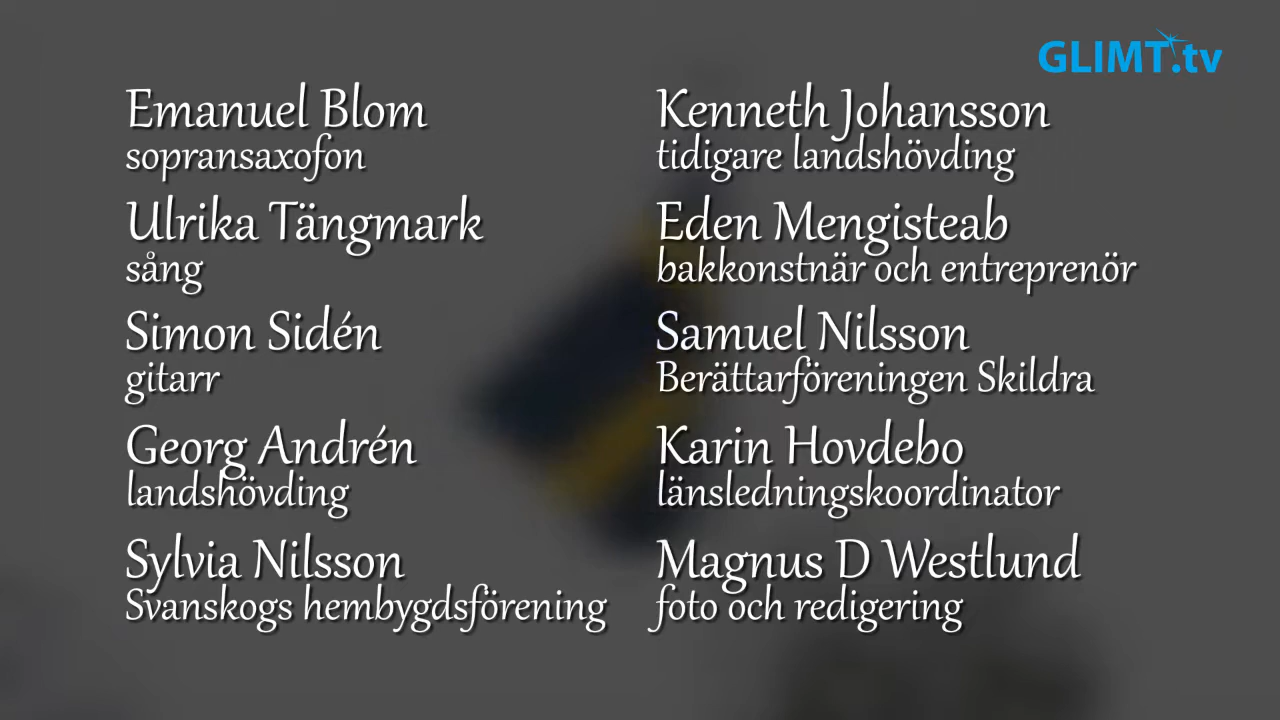 GLIMT.tv
Emanuel Blom
sopransaxofon
Ulrika Tängmark
sång
Simon Sidén
gitarr
Georg Andrén
landshövding
Sylvia Nilsson
Svanskogs hembygdsförening
Kenneth Johansson
tidigare landshövding
Eden Mengisteab
bakkonstnär och entreprenör
Samuel Nilsson
Berättarföreningen Skildra
Karin Hovdebo
länsledningskoordinator
Magnus D Westlund
foto och redigering